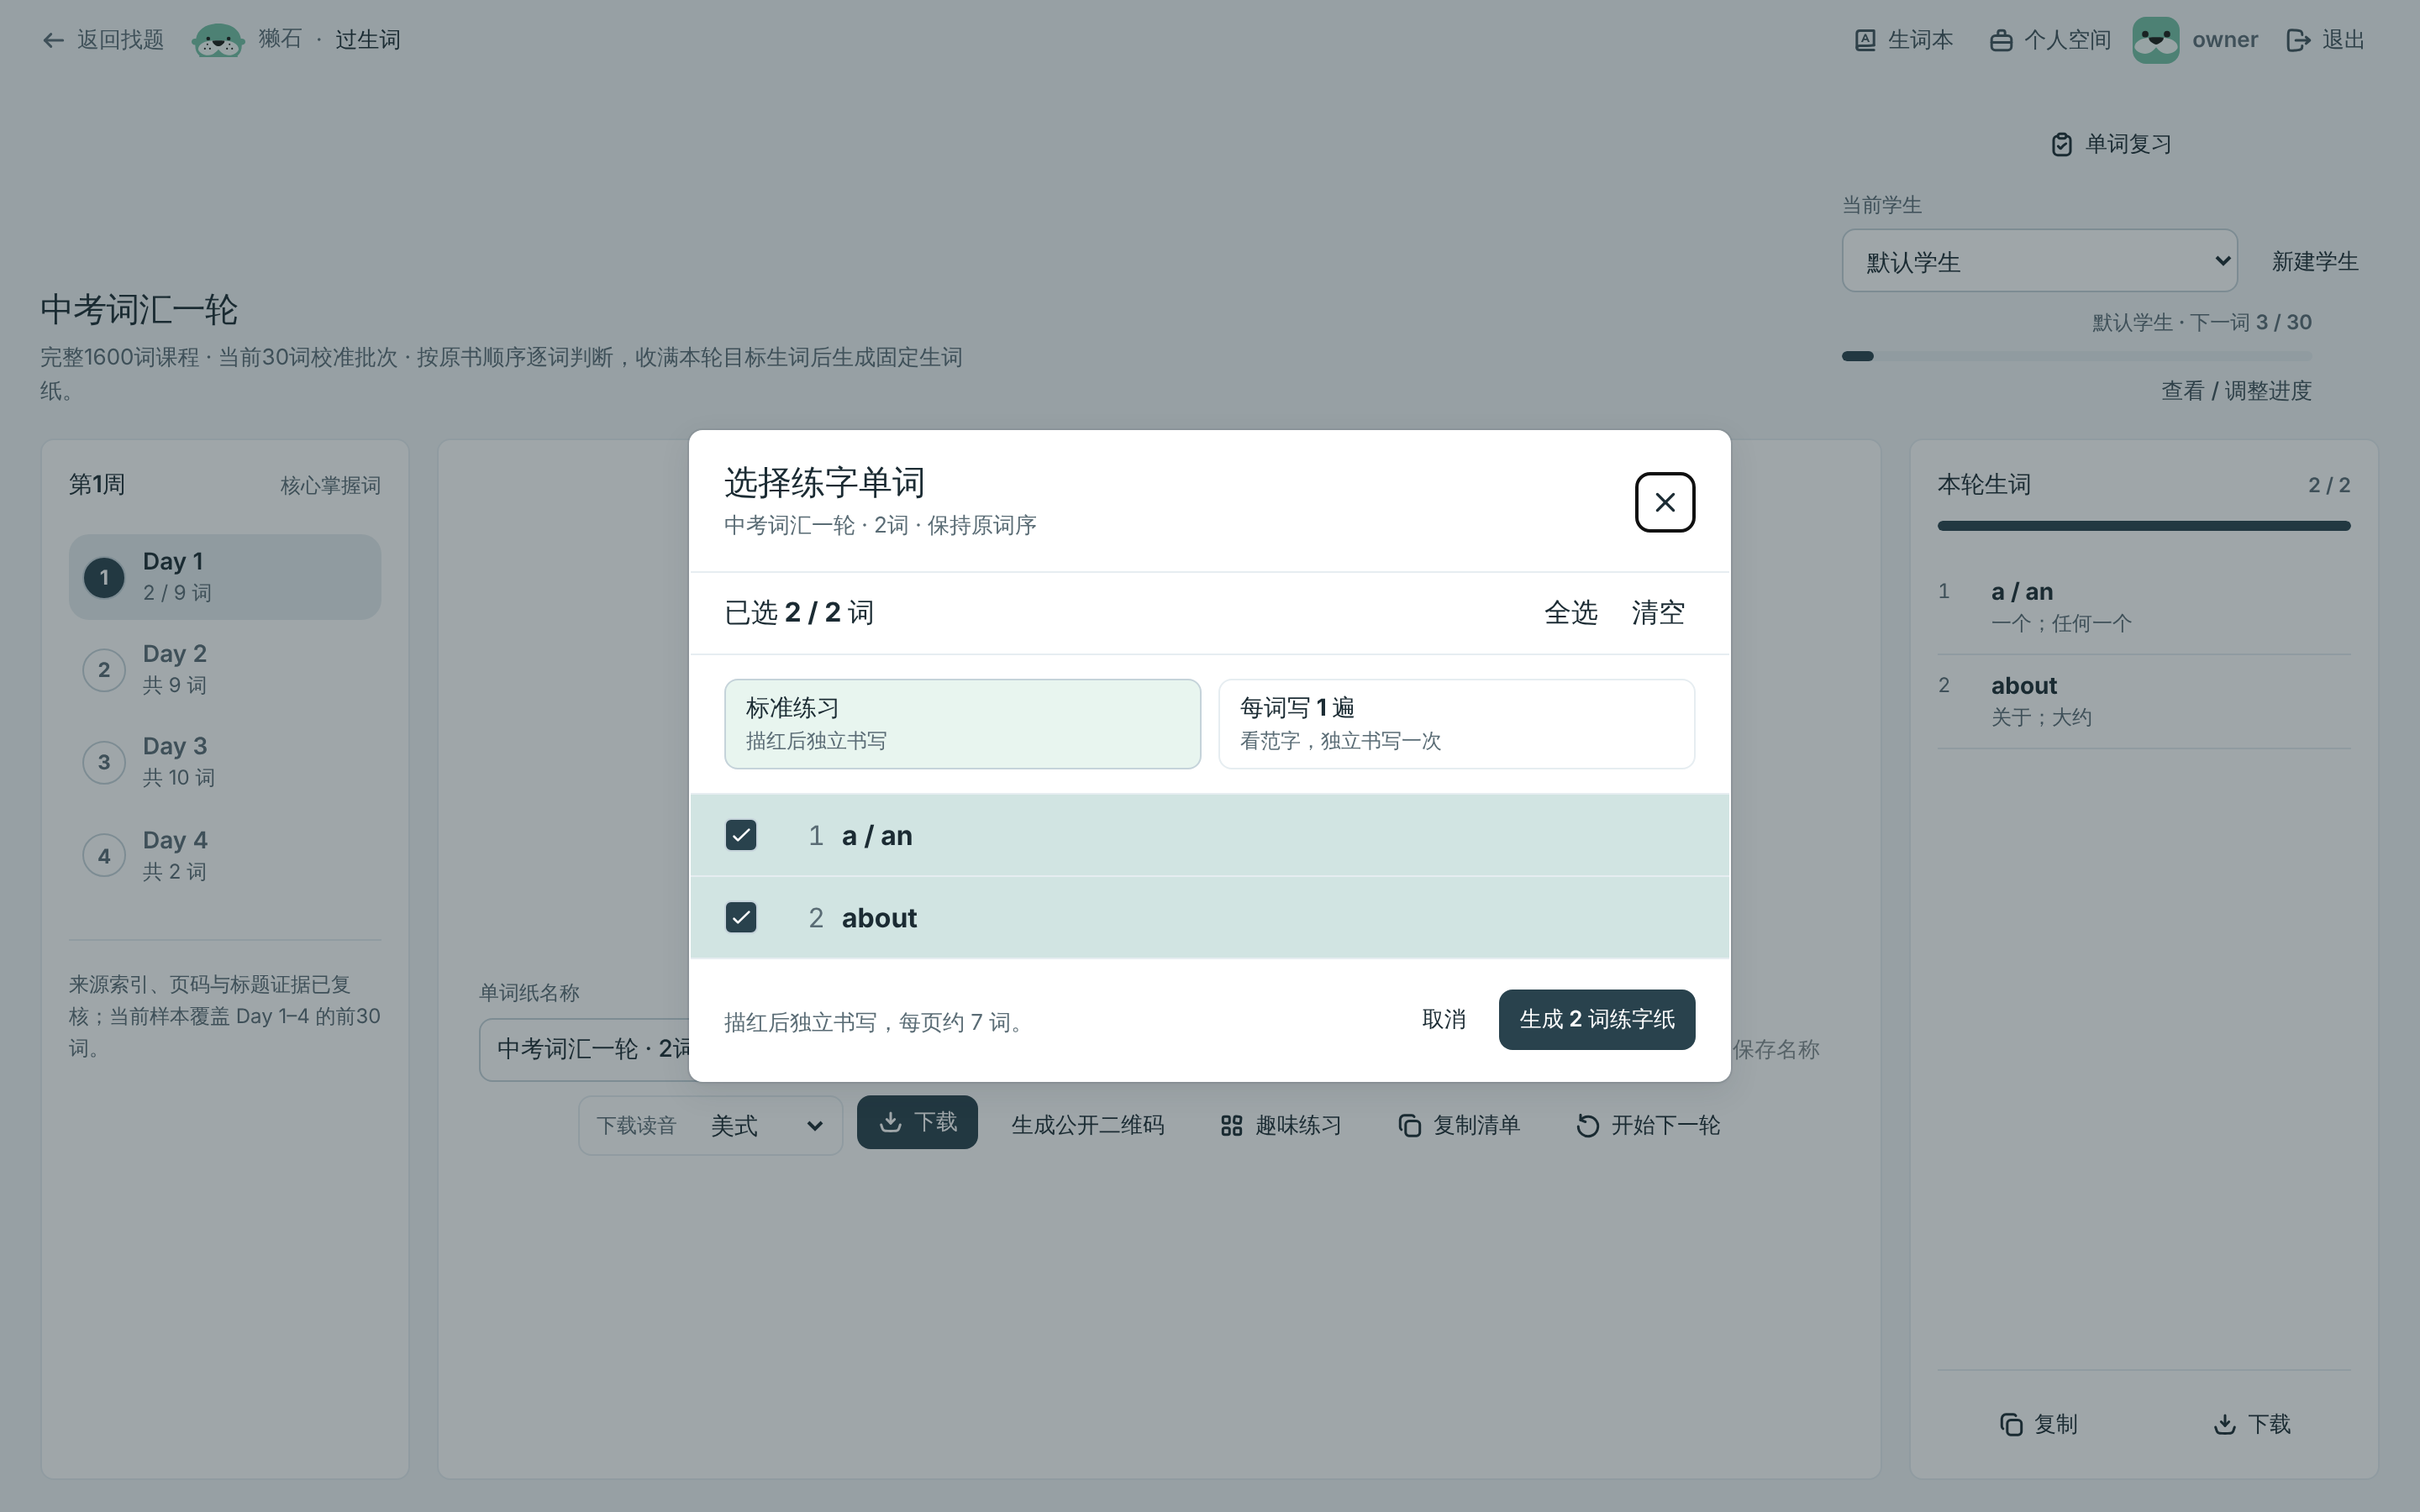 返回找题
獭石 · 过生词
生词本
个人空间
owner
退出
单词复习
当前学生
默认学生
新建学生
默认学生 · 下一词 3 / 30
查看 / 调整进度
中考词汇一轮
完整1600词课程 · 当前30词校准批次 · 按原书顺序逐词判断，收满本轮目标生词后生成固定生词
纸。
第1周
核心掌握词
1
Day 1
2 / 9 词
2
Day 2
共 9 词
3
Day 3
共 10 词
4
Day 4
共 2 词
来源索引、页码与标题证据已复
核；当前样本覆盖 Day 1–4 的前30
词。
选择练字单词
中考词汇一轮 · 2词 · 保持原词序
已选 2 / 2 词
全选
清空
标准练习
描红后独立书写
每词写 1 遍
看范字，独立书写一次
1 a / an
2 about
描红后独立书写，每页约 7 词。
取消
生成 2 词练字纸
单词纸名称
中考词汇一轮 · 2词
保存名称
下载读音
美式
下载
生成公开二维码
趣味练习
复制清单
开始下一轮
本轮生词
2 / 2
1
a / an
一个；任何一个
2
about
关于；大约
复制
下载